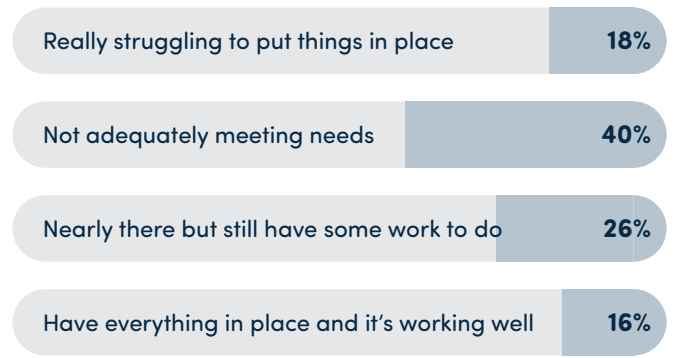 Really struggling to put things in place 18%
Not adequately meeting needs 40%
Nearly there but still have some work to do 26%
Have everything in place and it’s working well 16%